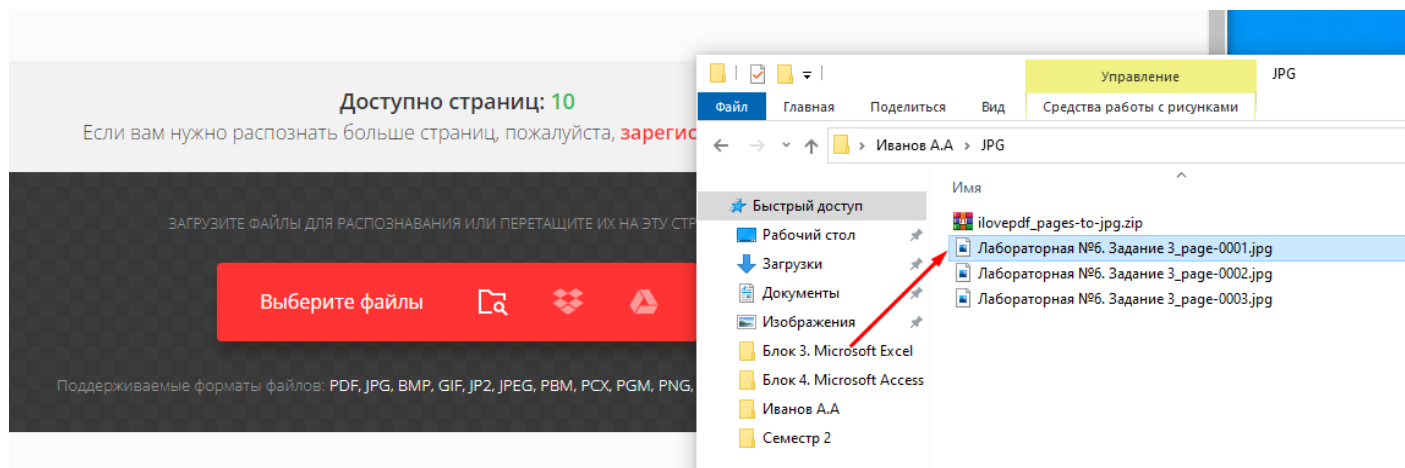 Доступно страниц: 10
Если вам нужно распознать больше страниц, пожалуйста,
ЗАГРУЗИТЕ ФАЙЛЫ ДЛЯ РАСПОЗНАВАНИЯ ИЛИ ПЕРЕТАЩИТЕ ИХ НА ЭТУ
Выберите файлы
Поддерживаемые форматы файлов: PDF, JPG, BMP, GIF, JP2, JPEG, PBM, PCX, PGM, PNG,
Управление
JPG
Файл
Главная
Поделиться
Вид
Средства работы с рисунками
Иванов А.А > JPG
Имя
Быстрый доступ
Рабочий стол
Загрузки
Документы
Изображения
Блок 3. Microsoft Excel
Блок 4. Microsoft Access
Иванов А.А
Семестр 2
ilovepdf_pages-to-jpg.zip
Лабораторная №6. Задание 3_page-0001.jpg
Лабораторная №6. Задание 3_page-0002.jpg
Лабораторная №6. Задание 3_page-0003.jpg